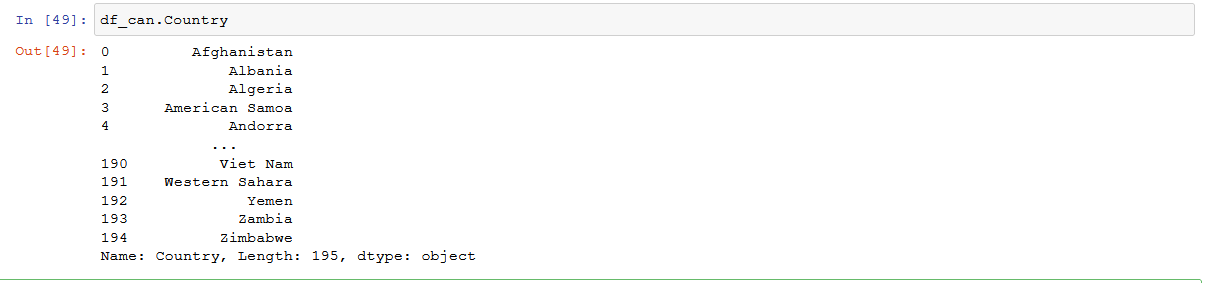 In [49]: df_can.Country
Out[49]: 0 Afghanistan
1 Albania
2 Algeria
3 American Samoa
4 Andorra
...
190 Viet Nam
191 Western Sahara
192 Yemen
193 Zambia
194 Zimbabwe
Name: Country, Length: 195, dtype: object